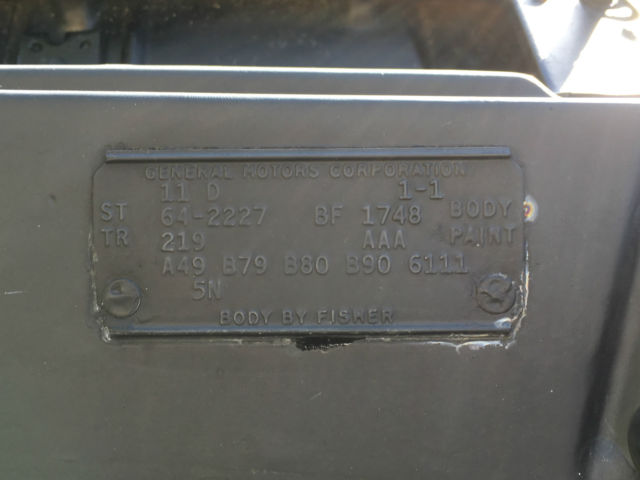 GENERAL MOTORS CORPORATION
11 D 1-1
ST 64-2227 BF 1748 BODY
TR 219 AAA PAINT
A49 B79 B80 B90 6111
5N
BODY BY FISHER